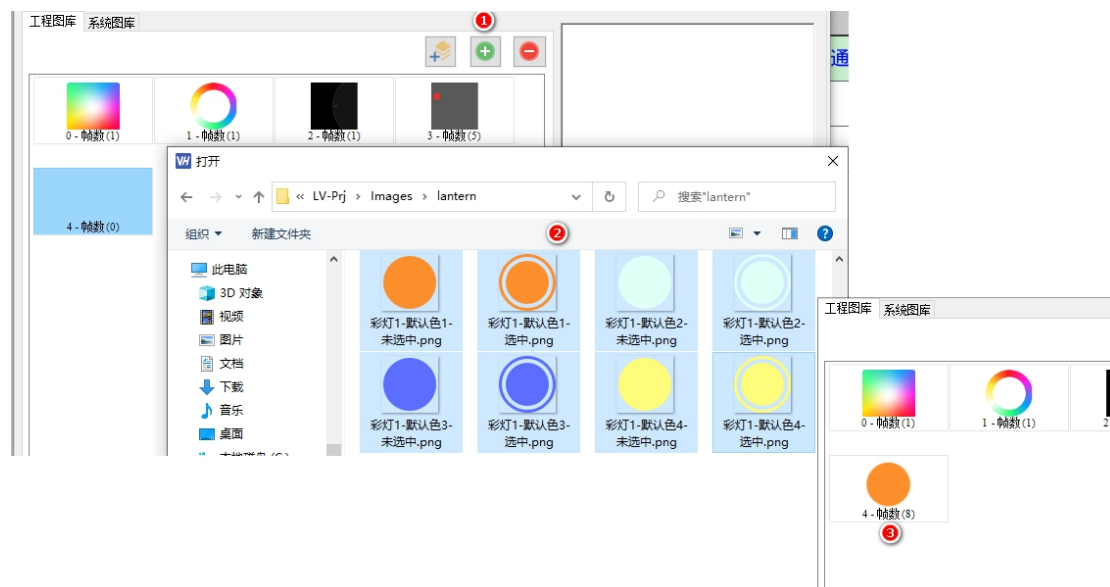 工程图库 系统图库
1
0 - 帧数(1) 1 - 帧数(1) 2 - 帧数(1) 3 - 帧数(5)
通
VH 打开
« LV-Prj › Images › lantern 搜索"lantern"
4 - 帧数(0)
组织 新建文件夹 2
此电脑
3D 对象
视频
图片
文档
下载
音乐
桌面
彩灯1-默认色1-未选中.png
彩灯1-默认色1-选中.png
彩灯1-默认色2-未选中.png
彩灯1-默认色2-选中.png
彩灯1-默认色3-未选中.png
彩灯1-默认色3-选中.png
彩灯1-默认色4-未选中.png
彩灯1-默认色4-选中.png
工程图库 系统图库
0 - 帧数(1) 1 - 帧数(1) 2
4 - 帧数(8)
3